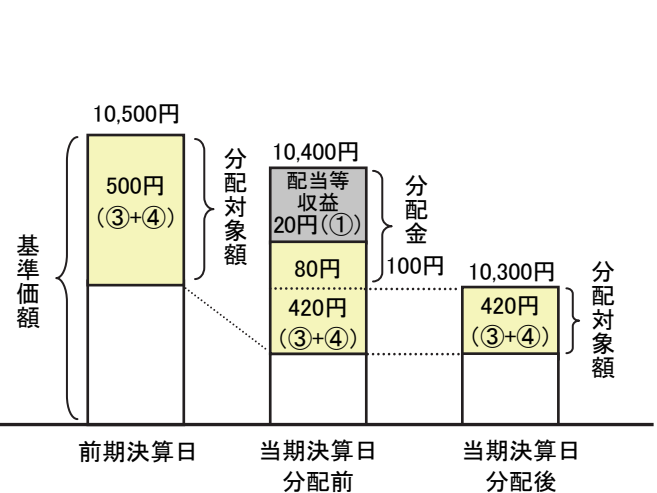 10,500円
500円
(③+④)
分配対象額
基準価額
10,400円
配当等
収益
20円(①)
80円
420円
(③+④)
分配金
100円
10,300円
420円
(③+④)
分配対象額
前期決算日
当期決算日
分配前
当期決算日
分配後